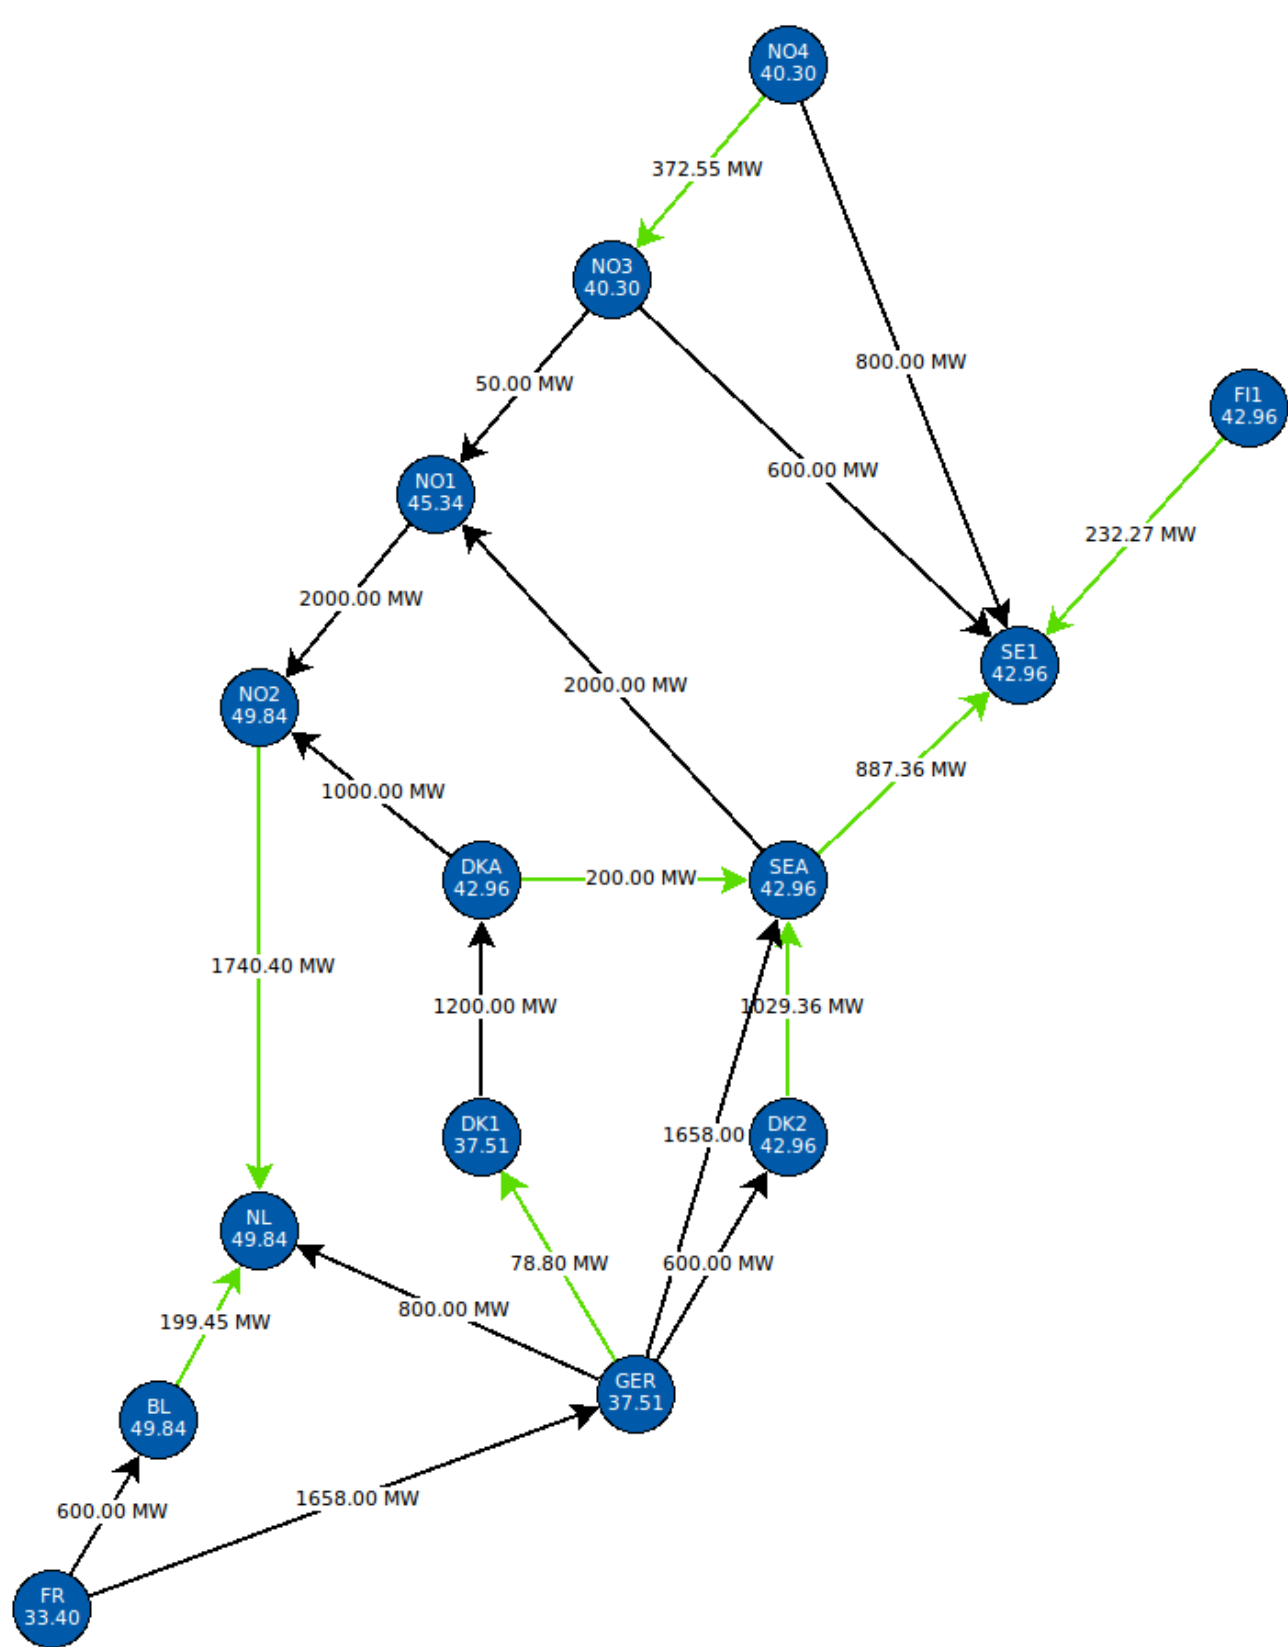 NO4
40.30
372.55 MW
NO3
40.30
800.00 MW
50.00 MW
FI1
42.96
600.00 MW
NO1
45.34
232.27 MW
2000.00 MW
SE1
42.96
2000.00 MW
NO2
49.84
887.36 MW
1000.00 MW
DKA
42.96
200.00 MW
SEA
42.96
1740.40 MW
1200.00 MW
1029.36 MW
DK1
37.51
1658.00
DK2
42.96
NL
49.84
78.80 MW
600.00 MW
800.00 MW
199.45 MW
GER
37.51
BL
49.84
1658.00 MW
600.00 MW
FR
33.40